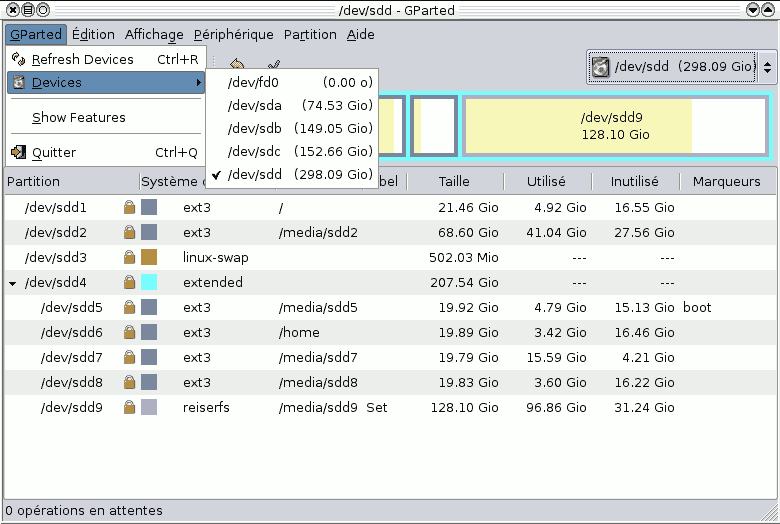 /dev/sdd - GParted
GParted Édition Affichage Périphérique Partition Aide
Refresh Devices Ctrl+R
Devices
Show Features
Quitter Ctrl+Q
/dev/fd0 (0.00 o)
/dev/sda (74.53 Gio)
/dev/sdb (149.05 Gio)
/dev/sdc (152.66 Gio)
/dev/sdd (298.09 Gio)
/dev/sdd (298.09 Gio)
/dev/sdd9
128.10 Gio
Partition Système bel Taille Utilisé Inutilisé Marqueurs
/dev/sdd1 ext3 / 21.46 Gio 4.92 Gio 16.55 Gio
/dev/sdd2 ext3 /media/sdd2 68.60 Gio 41.04 Gio 27.56 Gio
/dev/sdd3 linux-swap 502.03 Mio --- ---
/dev/sdd4 extended 207.54 Gio --- ---
/dev/sdd5 ext3 /media/sdd5 19.92 Gio 4.79 Gio 15.13 Gio boot
/dev/sdd6 ext3 /home 19.89 Gio 3.42 Gio 16.46 Gio
/dev/sdd7 ext3 /media/sdd7 19.79 Gio 15.59 Gio 4.21 Gio
/dev/sdd8 ext3 /media/sdd8 19.83 Gio 3.60 Gio 16.22 Gio
/dev/sdd9 reiserfs /media/sdd9 Set 128.10 Gio 96.86 Gio 31.24 Gio
0 opérations en attentes